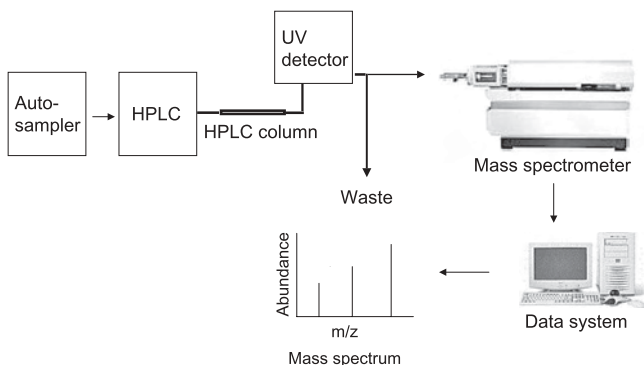 UV
detector
Auto-
sampler
HPLC
HPLC column
Mass spectrometer
Waste
Abundance
m/z
Mass spectrum
Data system